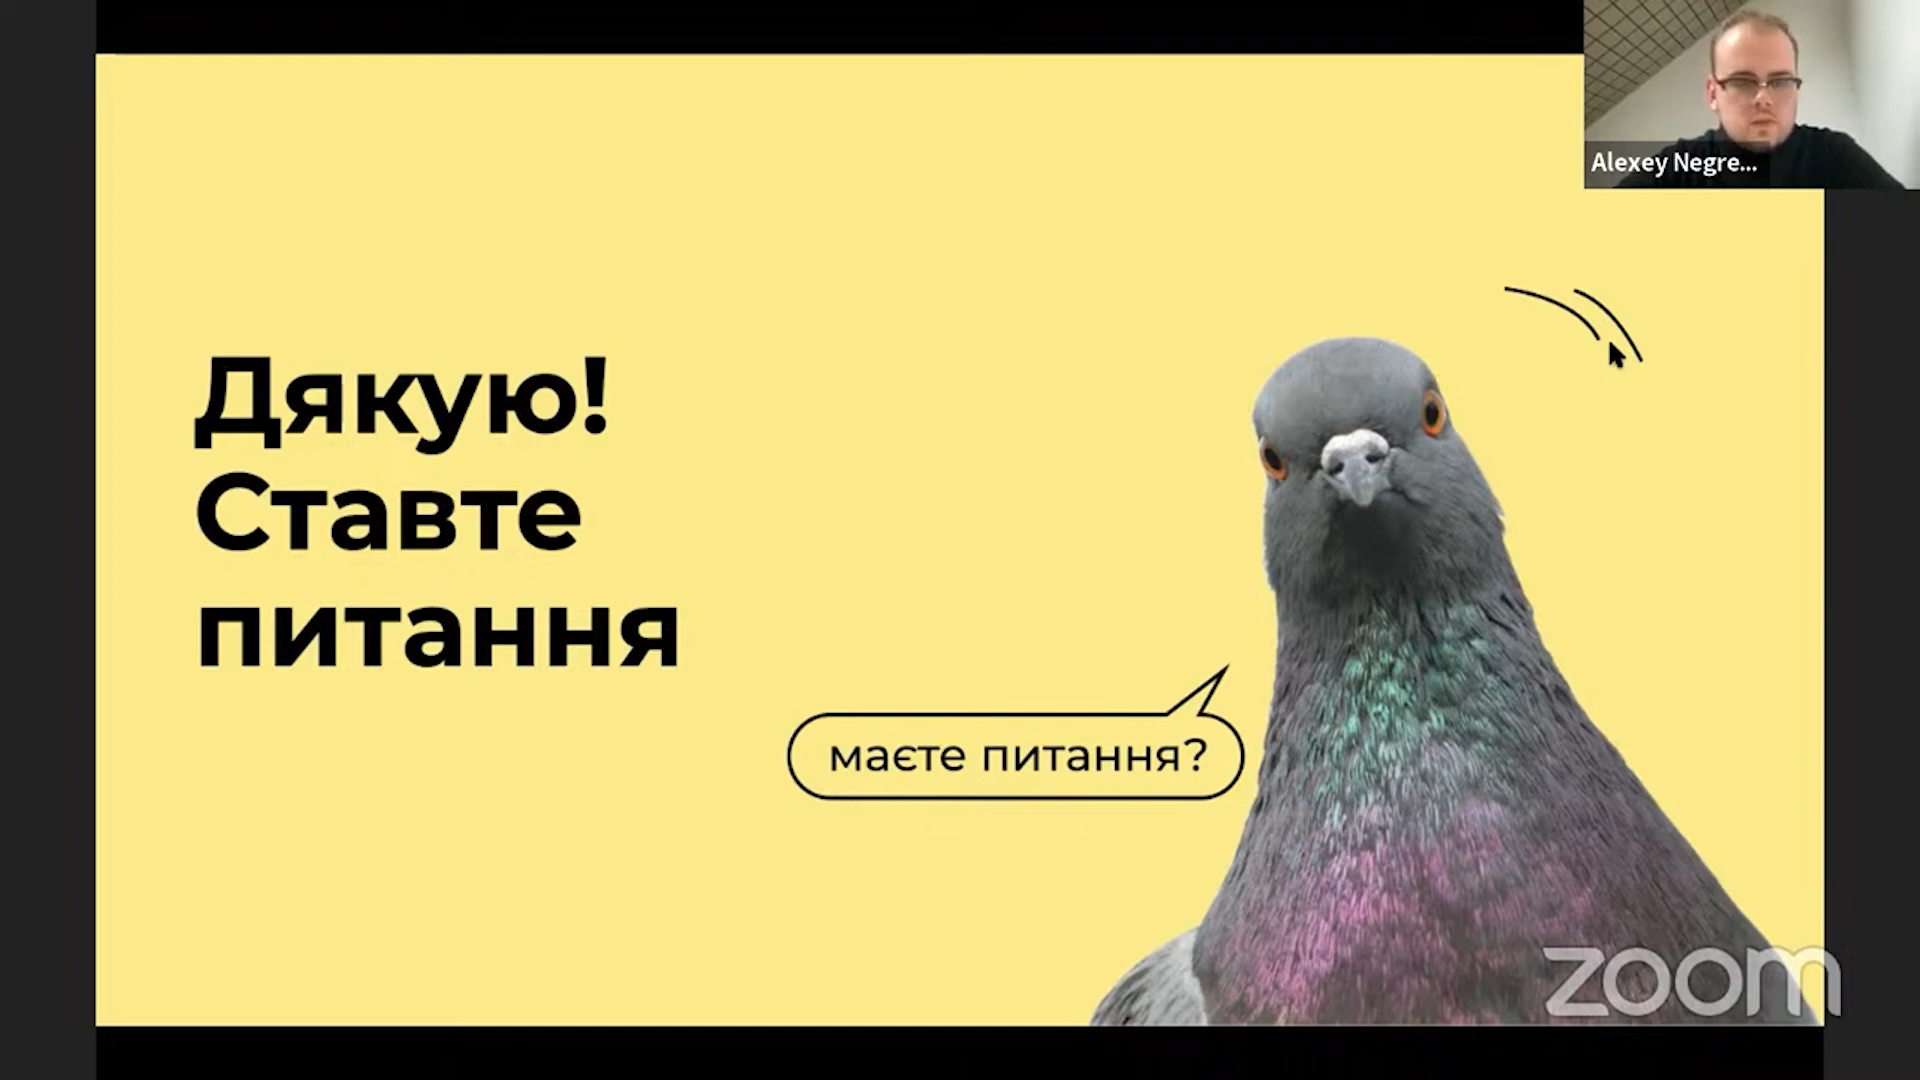 Alexey Negre...
Дякую!
Ставте
питання
маєте питання?
zoom